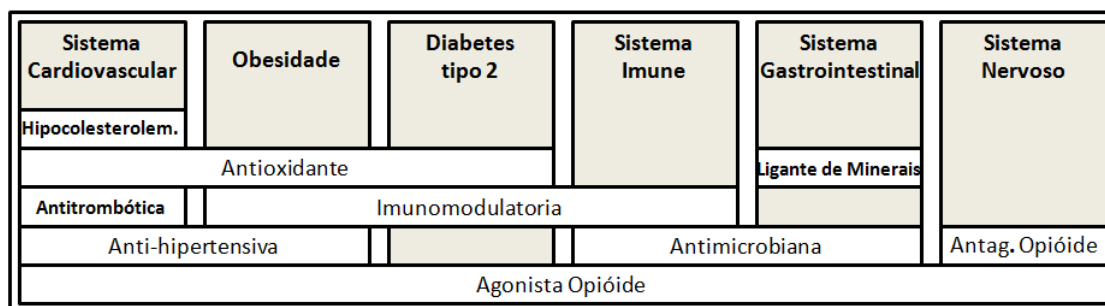 Sistema
Cardiovascular
Obesidade
Diabetes
tipo 2
Sistema
Imune
Sistema
Gastrointestinal
Sistema
Nervoso
Hipocolesterolem.
Antioxidante
Ligante de Minerais
Antitrombótica
Imunomodulatoria
Anti-hipertensiva
Antimicrobiana
Antag. Opióide
Agonista Opióide